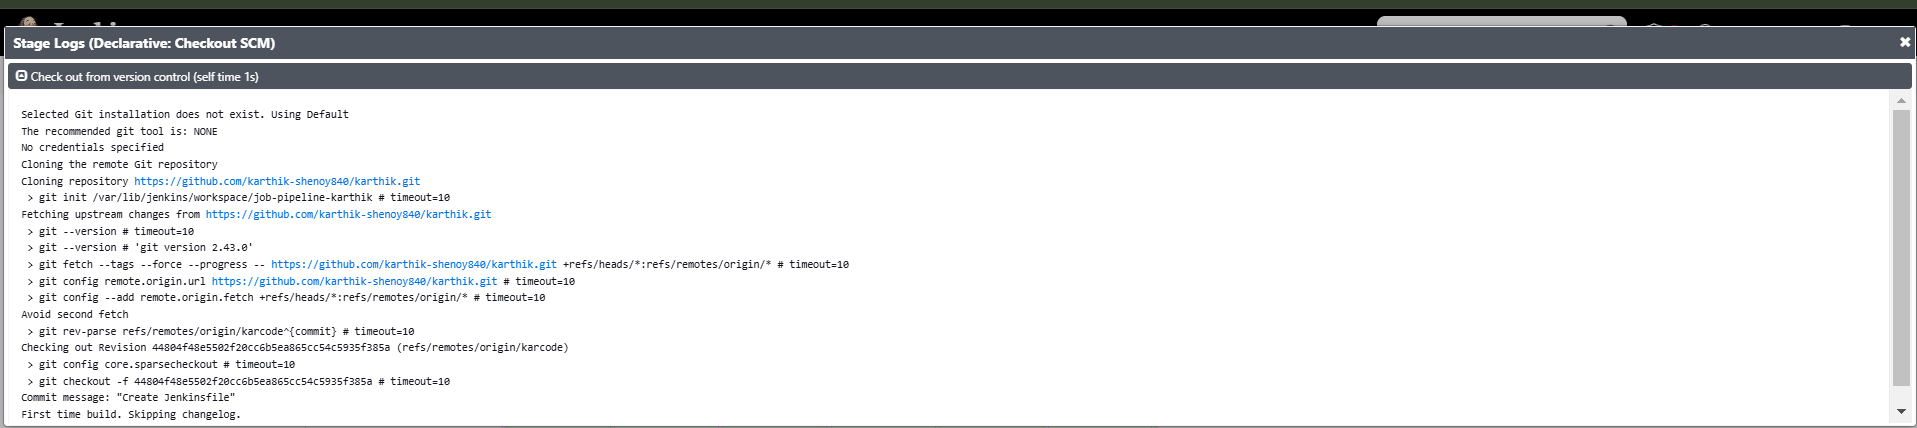 Stage Logs (Declarative: Checkout SCM)
Check out from version control (self time 1s)
Selected Git installation does not exist. Using Default
The recommended git tool is: NONE
No credentials specified
Cloning the remote Git repository
Cloning repository https://github.com/karthik-shenoy840/karthik.git
> git init /var/lib/jenkins/workspace/job-pipeline-karthik # timeout=10
Fetching upstream changes from https://github.com/karthik-shenoy840/karthik.git
> git --version # timeout=10
> git --version # 'git version 2.43.0'
> git fetch --tags --force --progress -- https://github.com/karthik-shenoy840/karthik.git +refs/heads/*:refs/remotes/origin/* # timeout=10
> git config remote.origin.url https://github.com/karthik-shenoy840/karthik.git # timeout=10
> git config --add remote.origin.fetch +refs/heads/*:refs/remotes/origin/* # timeout=10
Avoid second fetch
> git rev-parse refs/remotes/origin/karcode^{commit} # timeout=10
Checking out Revision 44804f48e5502f20cc6b5ea865cc54c5935f385a (refs/remotes/origin/karcode)
> git config core.sparsecheckout # timeout=10
> git checkout -f 44804f48e5502f20cc6b5ea865cc54c5935f385a # timeout=10
Commit message: "Create Jenkinsfile"
First time build. Skipping changelog.